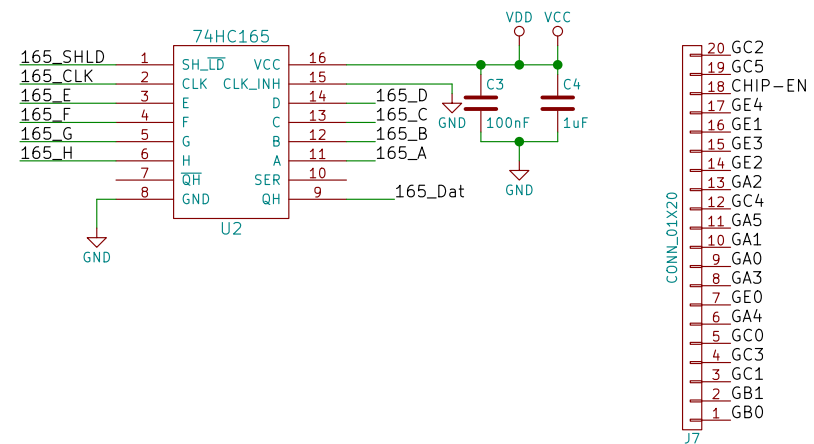 VDD VCC
74HC165
165_SHLD 1 SH_LD VCC 16
165_CLK 2 CLK CLK_INH 15
165_E 3 E D 14 165_D
165_F 4 F C 13 165_C
165_G 5 G B 12 165_B
165_H 6 H A 11 165_A
7 QH SER 10
8 GND QH 9 165_Dat
U2
GND
GND
C3
100nF
C4
1uF
GND
20 GC2
19 GC5
18 CHIP-EN
17 GE4
16 GE1
15 GE3
14 GE2
13 GA2
12 GC4
11 GA5
10 GA1
9 GA0
8 GA3
7 GE0
6 GA4
5 GC0
4 GC3
3 GC1
2 GB1
1 GB0
CONN_01X20
J7